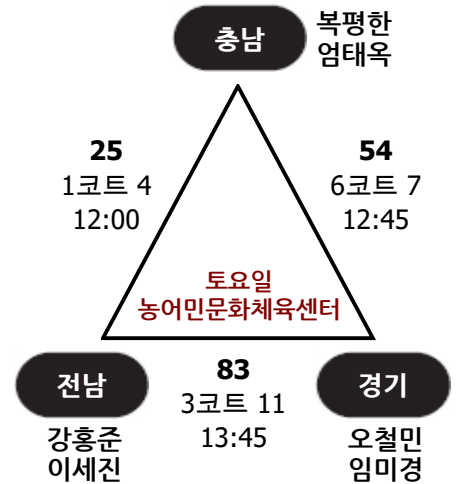 충남
복평한
엄태옥
25
1코트 4
12:00
54
6코트 7
12:45
토요일
농어민문화체육센터
전남
강홍준
이세진
83
3코트 11
13:45
경기
오철민
임미경